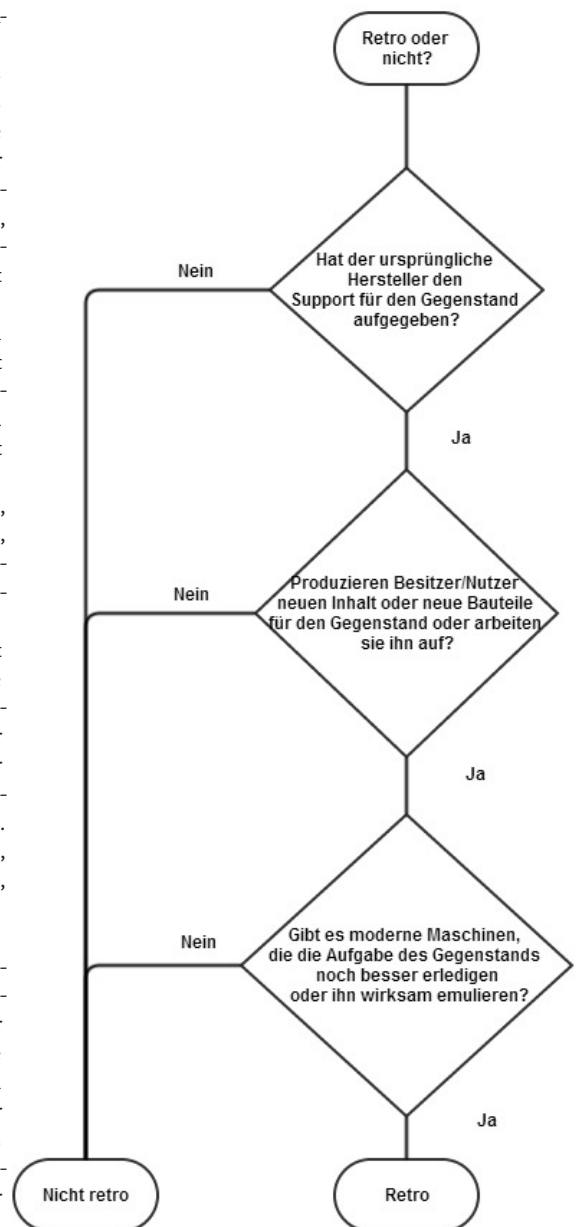 Retro oder
nicht?
Hat der ursprüngliche
Hersteller den
Support für den Gegenstand
aufgegeben?
Nein
Ja
Produzieren Besitzer/Nutzer
neuen Inhalt oder neue Bauteile
für den Gegenstand oder arbeiten
sie ihn auf?
Nein
Ja
Gibt es moderne Maschinen,
die die Aufgabe des Gegenstands
noch besser erledigen
oder ihn wirksam emulieren?
Nein
Ja
Nicht retro
Retro